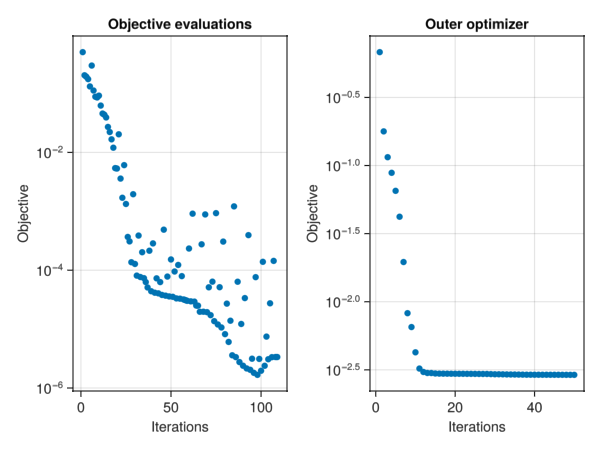 Objective evaluations
Objective
10⁻²
10⁻⁴
10⁻⁶
0
50
100
Iterations
Outer optimizer
Objective
10⁻⁰·⁵
10⁻¹·⁰
10⁻¹·⁵
10⁻²·⁰
10⁻²·⁵
0
20
40
Iterations